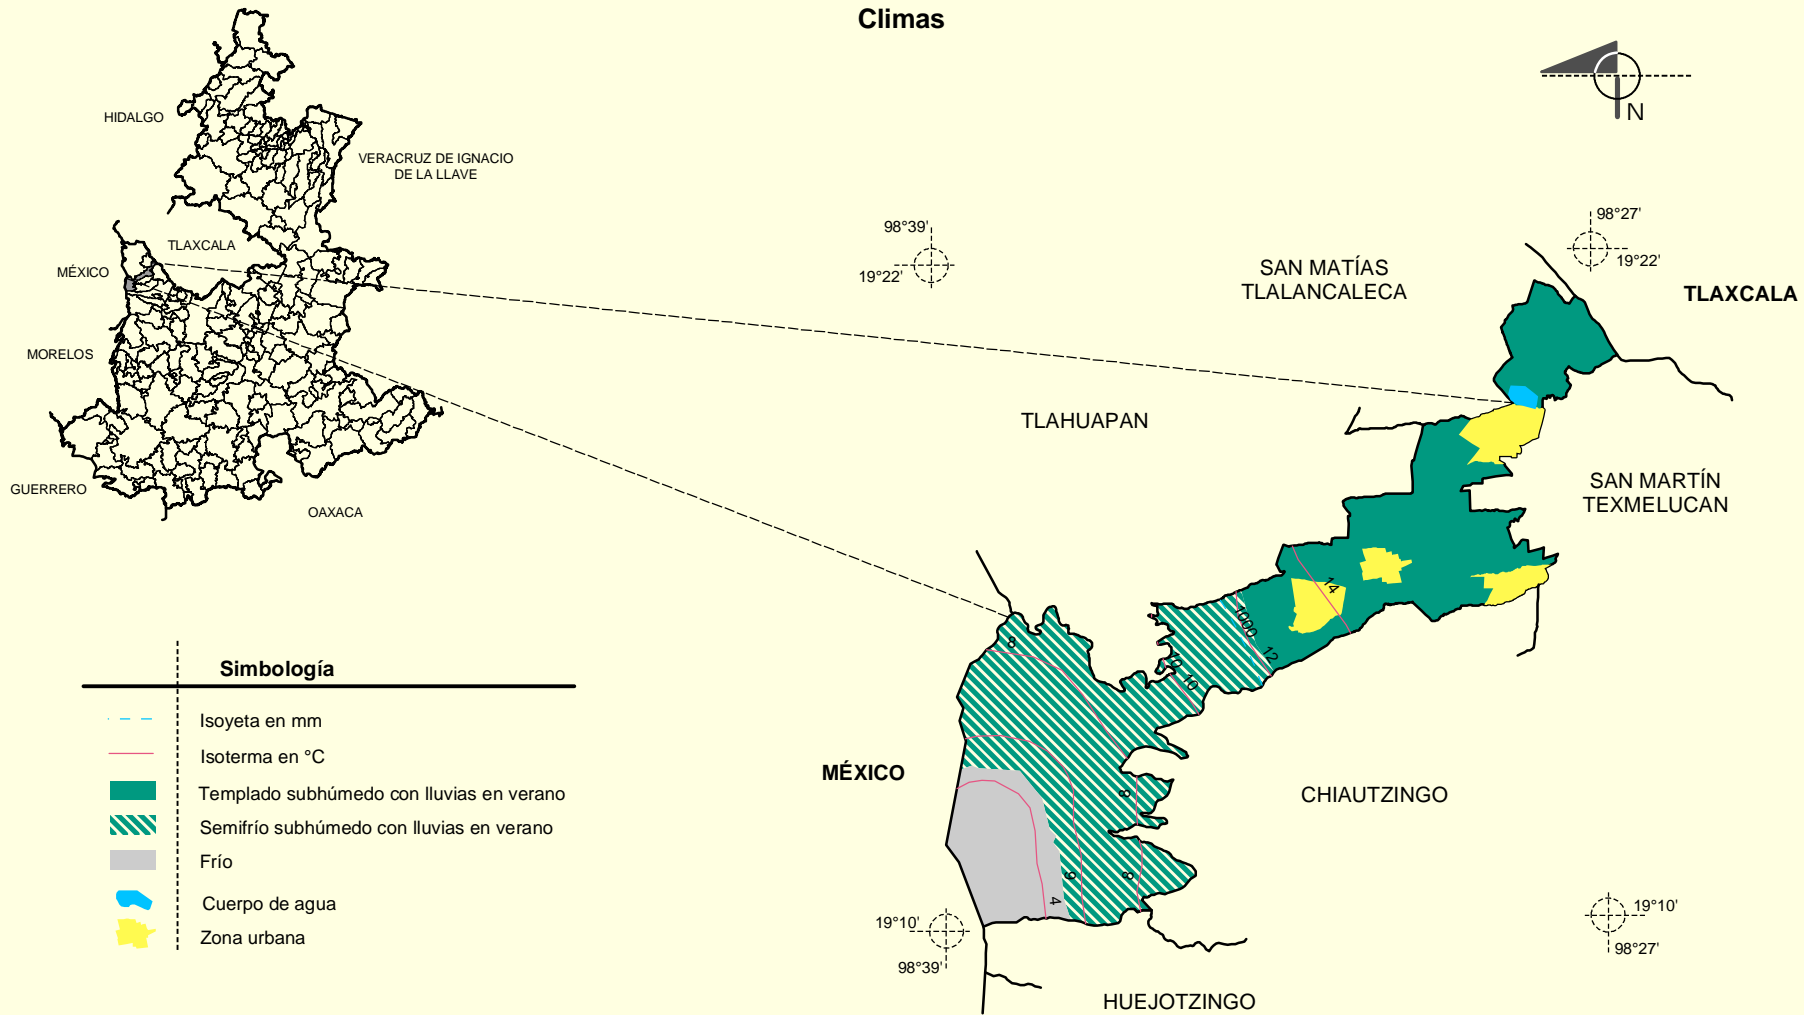 Climas
N
HIDALGO
VERACRUZ DE IGNACIO
DE LA LLAVE
TLAXCALA
MÉXICO
MORELOS
GUERRERO
OAXACA
98°39'
19°22'
98°27'
19°22'
SAN MATÍAS
TLALANCALECA
TLAXCALA
TLAHUAPAN
SAN MARTÍN
TEXMELUCAN
14
1000
12
10
10
8
8
6
8
4
MÉXICO
CHIAUTZINGO
19°10'
98°39'
19°10'
98°27'
HUEJOTZINGO
Simbología
Isoyeta en mm
Isoterma en °C
Templado subhúmedo con lluvias en verano
Semifrío subhúmedo con lluvias en verano
Frío
Cuerpo de agua
Zona urbana